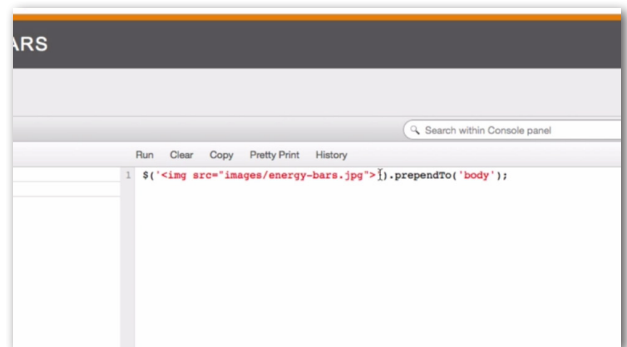 ARS
Search within Console panel
Run Clear Copy Pretty Print History
1 $('<img src="images/energy-bars.jpg">').prependTo('body');